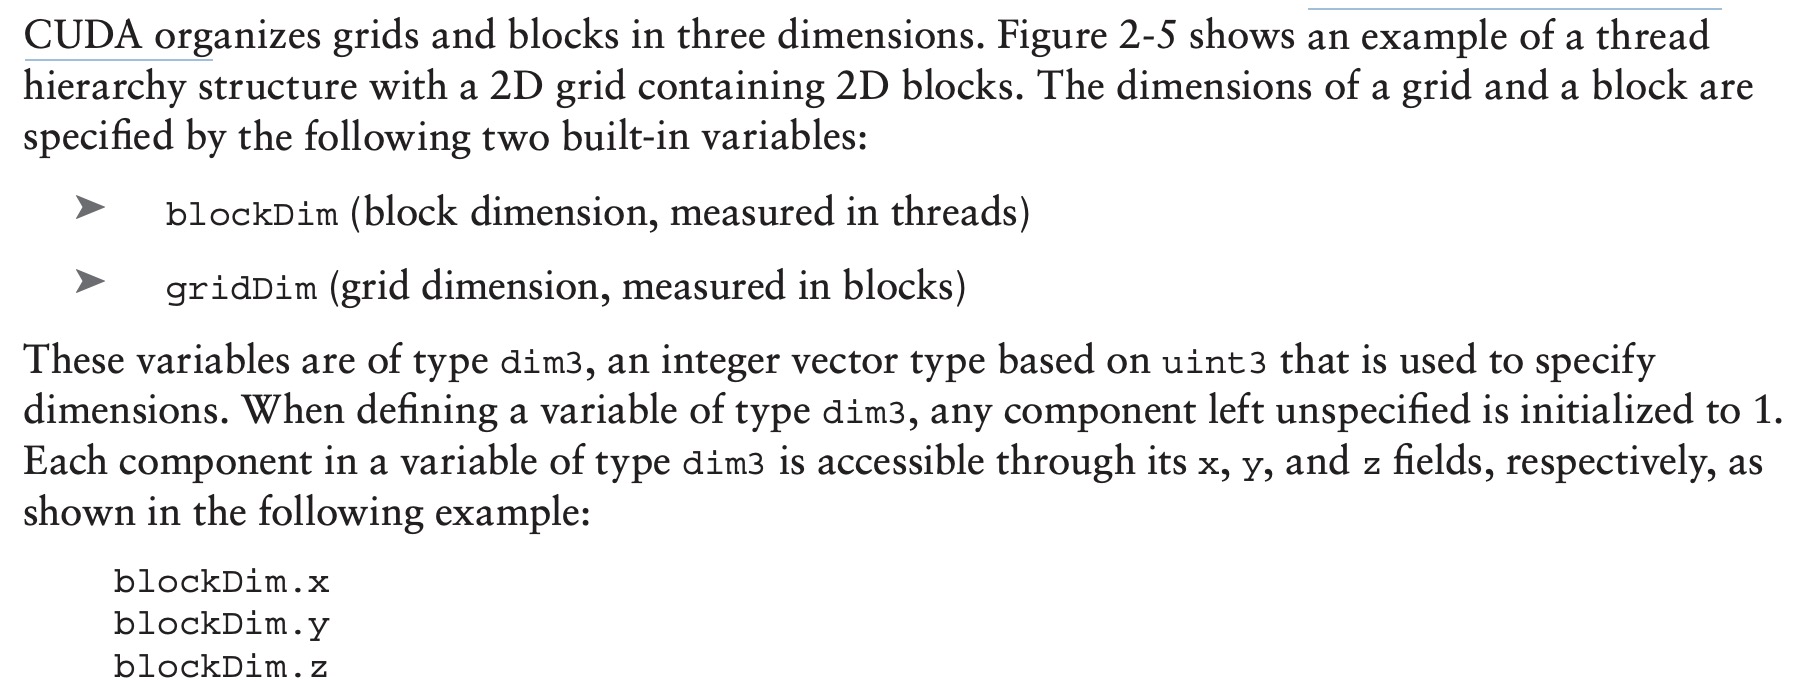 CUDA organizes grids and blocks in three dimensions. Figure 2-5 shows an example of a thread
hierarchy structure with a 2D grid containing 2D blocks. The dimensions of a grid and a block are
specified by the following two built-in variables:
➤ blockDim (block dimension, measured in threads)
➤ gridDim (grid dimension, measured in blocks)
These variables are of type dim3, an integer vector type based on uint3 that is used to specify
dimensions. When defining a variable of type dim3, any component left unspecified is initialized to 1.
Each component in a variable of type dim3 is accessible through its x, y, and z fields, respectively, as
shown in the following example:
blockDim.x
blockDim.y
blockDim.z